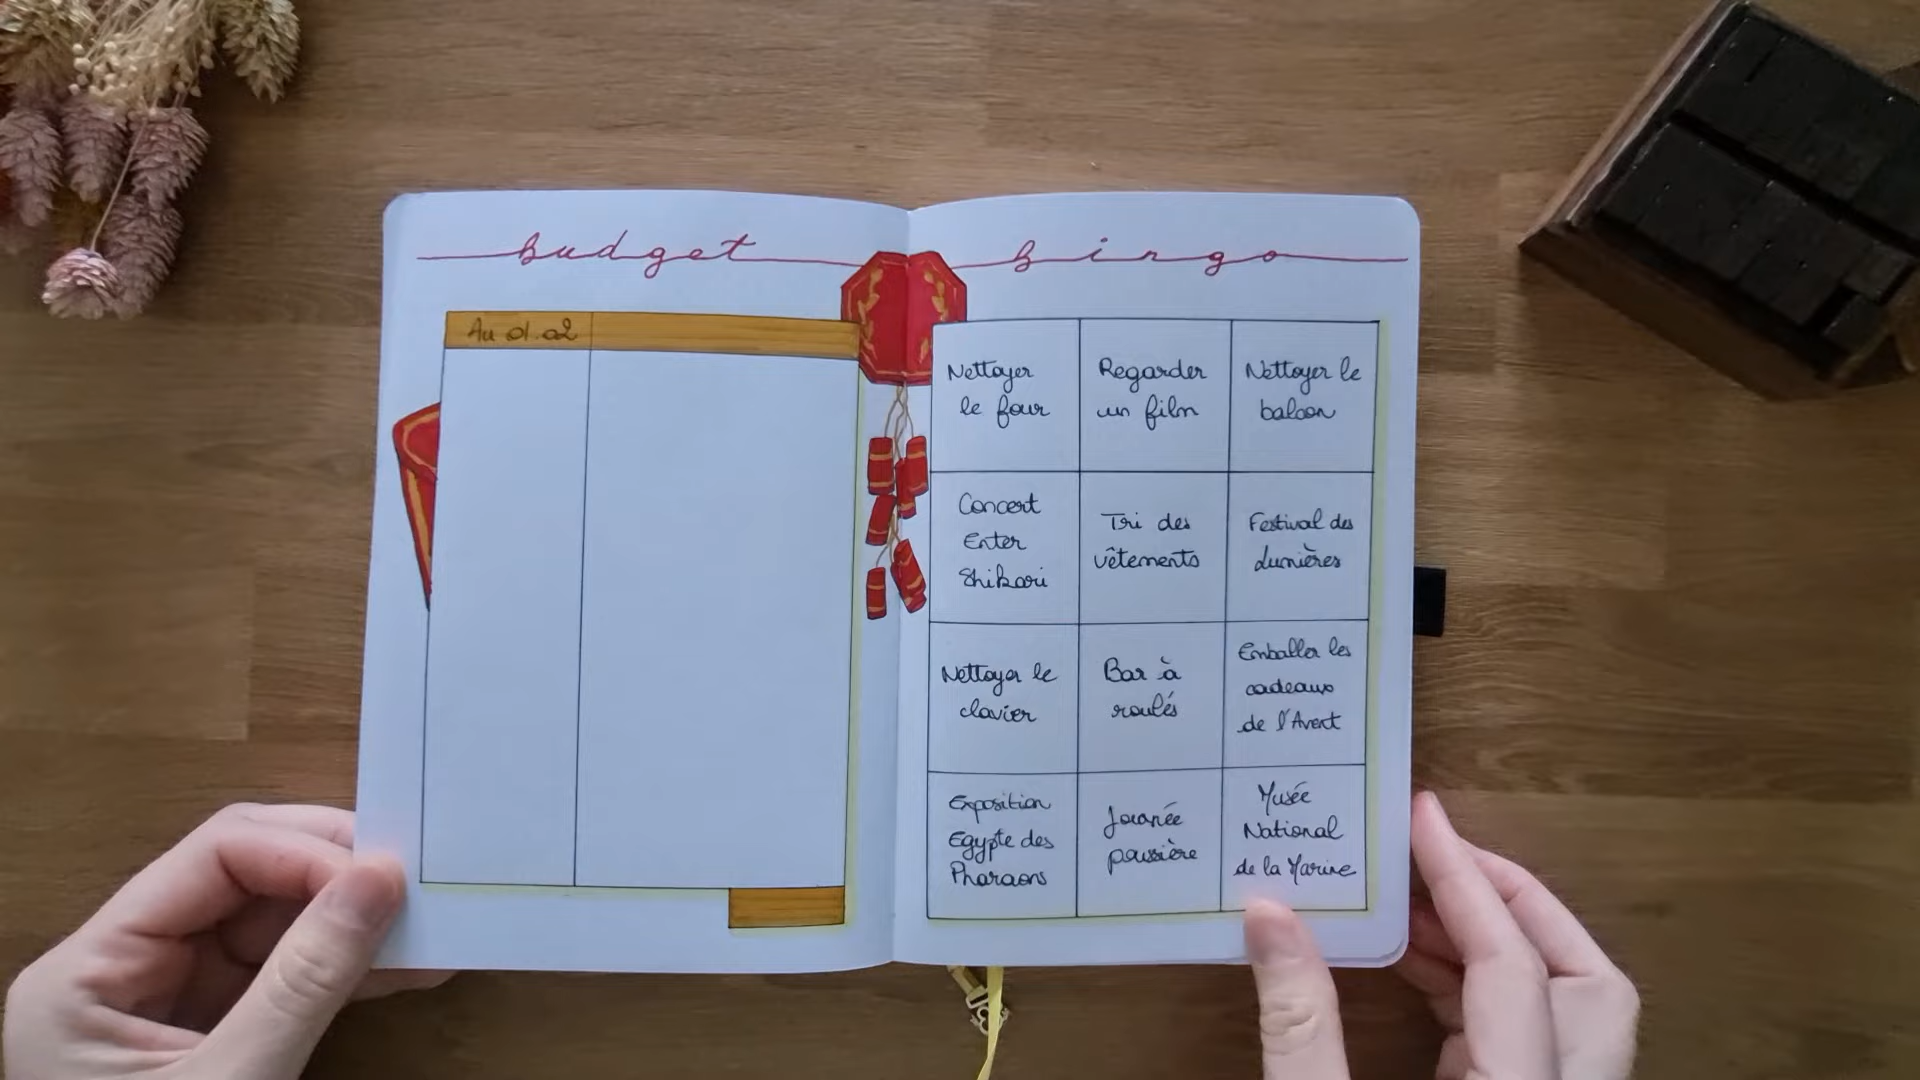 budget
bingo
Au 01.02
Nettoyer
le four
Regarder
un film
Nettoyer le
balcon
Concert
Enter
Shikari
Tri des
vêtements
Festival des
Lumières
Nettoyer le
clavier
Bar à
roulés
Emballer les
cadeaux
de l'Avent
Exposition
Egypte des
Pharaons
Journée
poussière
Musée
National
de la Marine